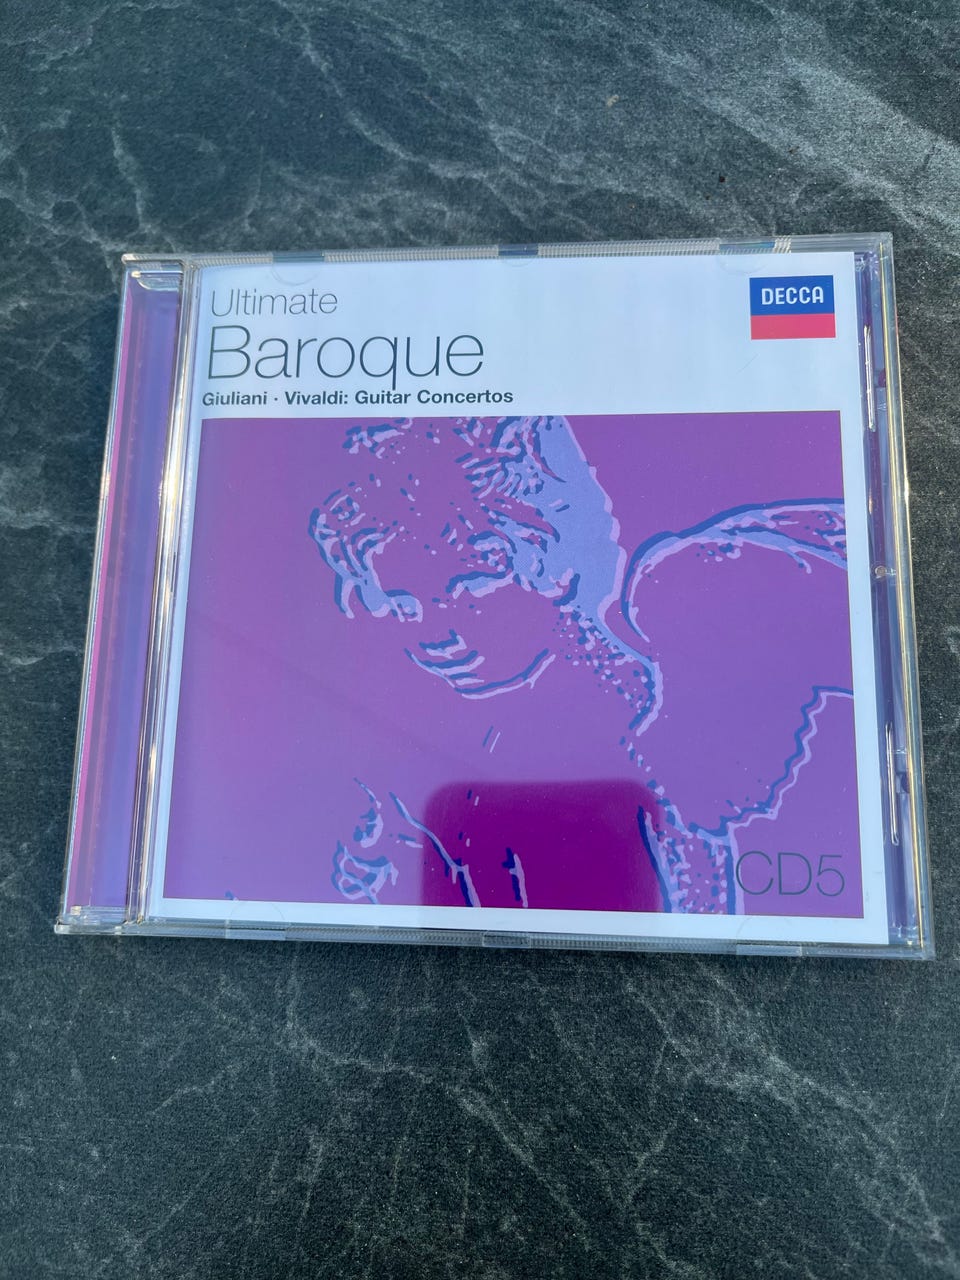 Ultimate
DECCA
Baroque
Giuliani · Vivaldi: Guitar Concertos
CD5